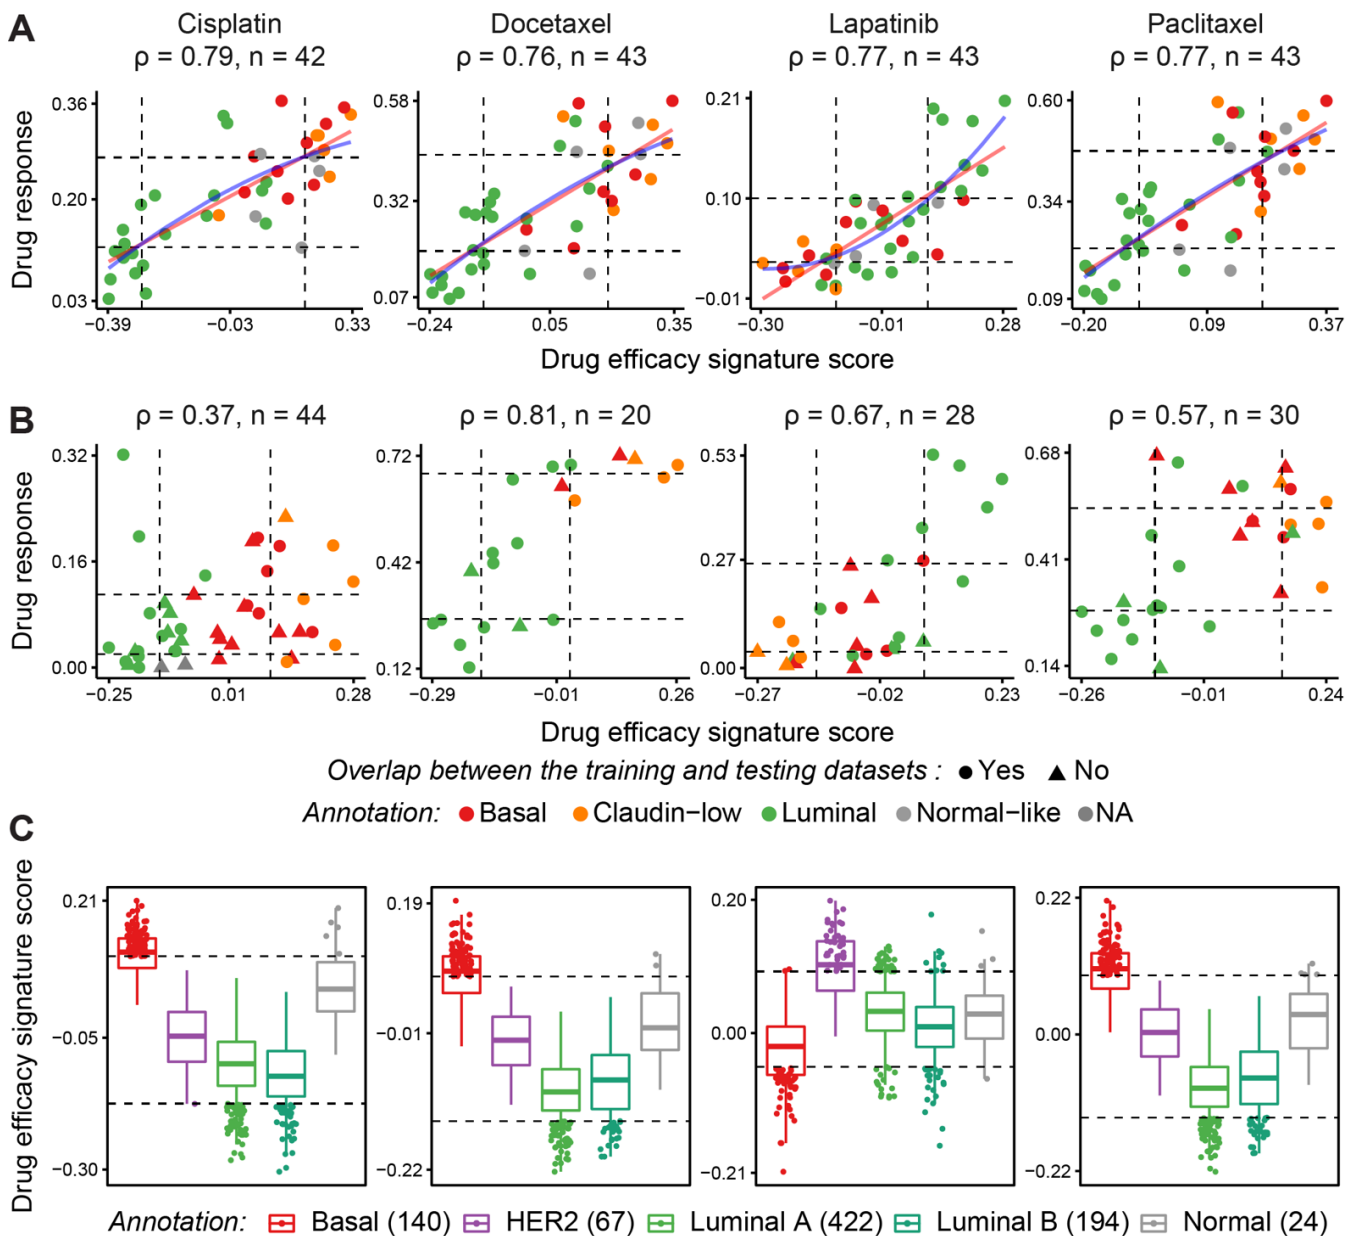 A
Cisplatin Docetaxel Lapatinib Paclitaxel
ρ = 0.79, n = 42 ρ = 0.76, n = 43 ρ = 0.77, n = 43 ρ = 0.77, n = 43
Drug response
0.36 0.58 0.21 0.60
0.20 0.32 0.10 0.34
0.03 0.07 −0.01 0.09
−0.39 −0.03 0.33 −0.24 0.05 0.35 −0.30 −0.01 0.28 −0.20 0.09 0.37
Drug efficacy signature score
B
ρ = 0.37, n = 44 ρ = 0.81, n = 20 ρ = 0.67, n = 28 ρ = 0.57, n = 30
Drug response
0.32 0.72 0.53 0.68
0.16 0.42 0.27 0.41
0.00 0.12 0.00 0.14
−0.25 0.01 0.28 −0.29 −0.01 0.26 −0.27 −0.02 0.23 −0.26 −0.01 0.24
Drug efficacy signature score
Overlap between the training and testing datasets : Yes No
Annotation: Basal Claudin−low Luminal Normal−like NA
C
Drug efficacy signature score
0.21 0.19 0.20 0.22
−0.05 −0.01 0.00 0.00
−0.30 −0.22 −0.21 −0.22
Annotation: Basal (140) HER2 (67) Luminal A (422) Luminal B (194) Normal (24)